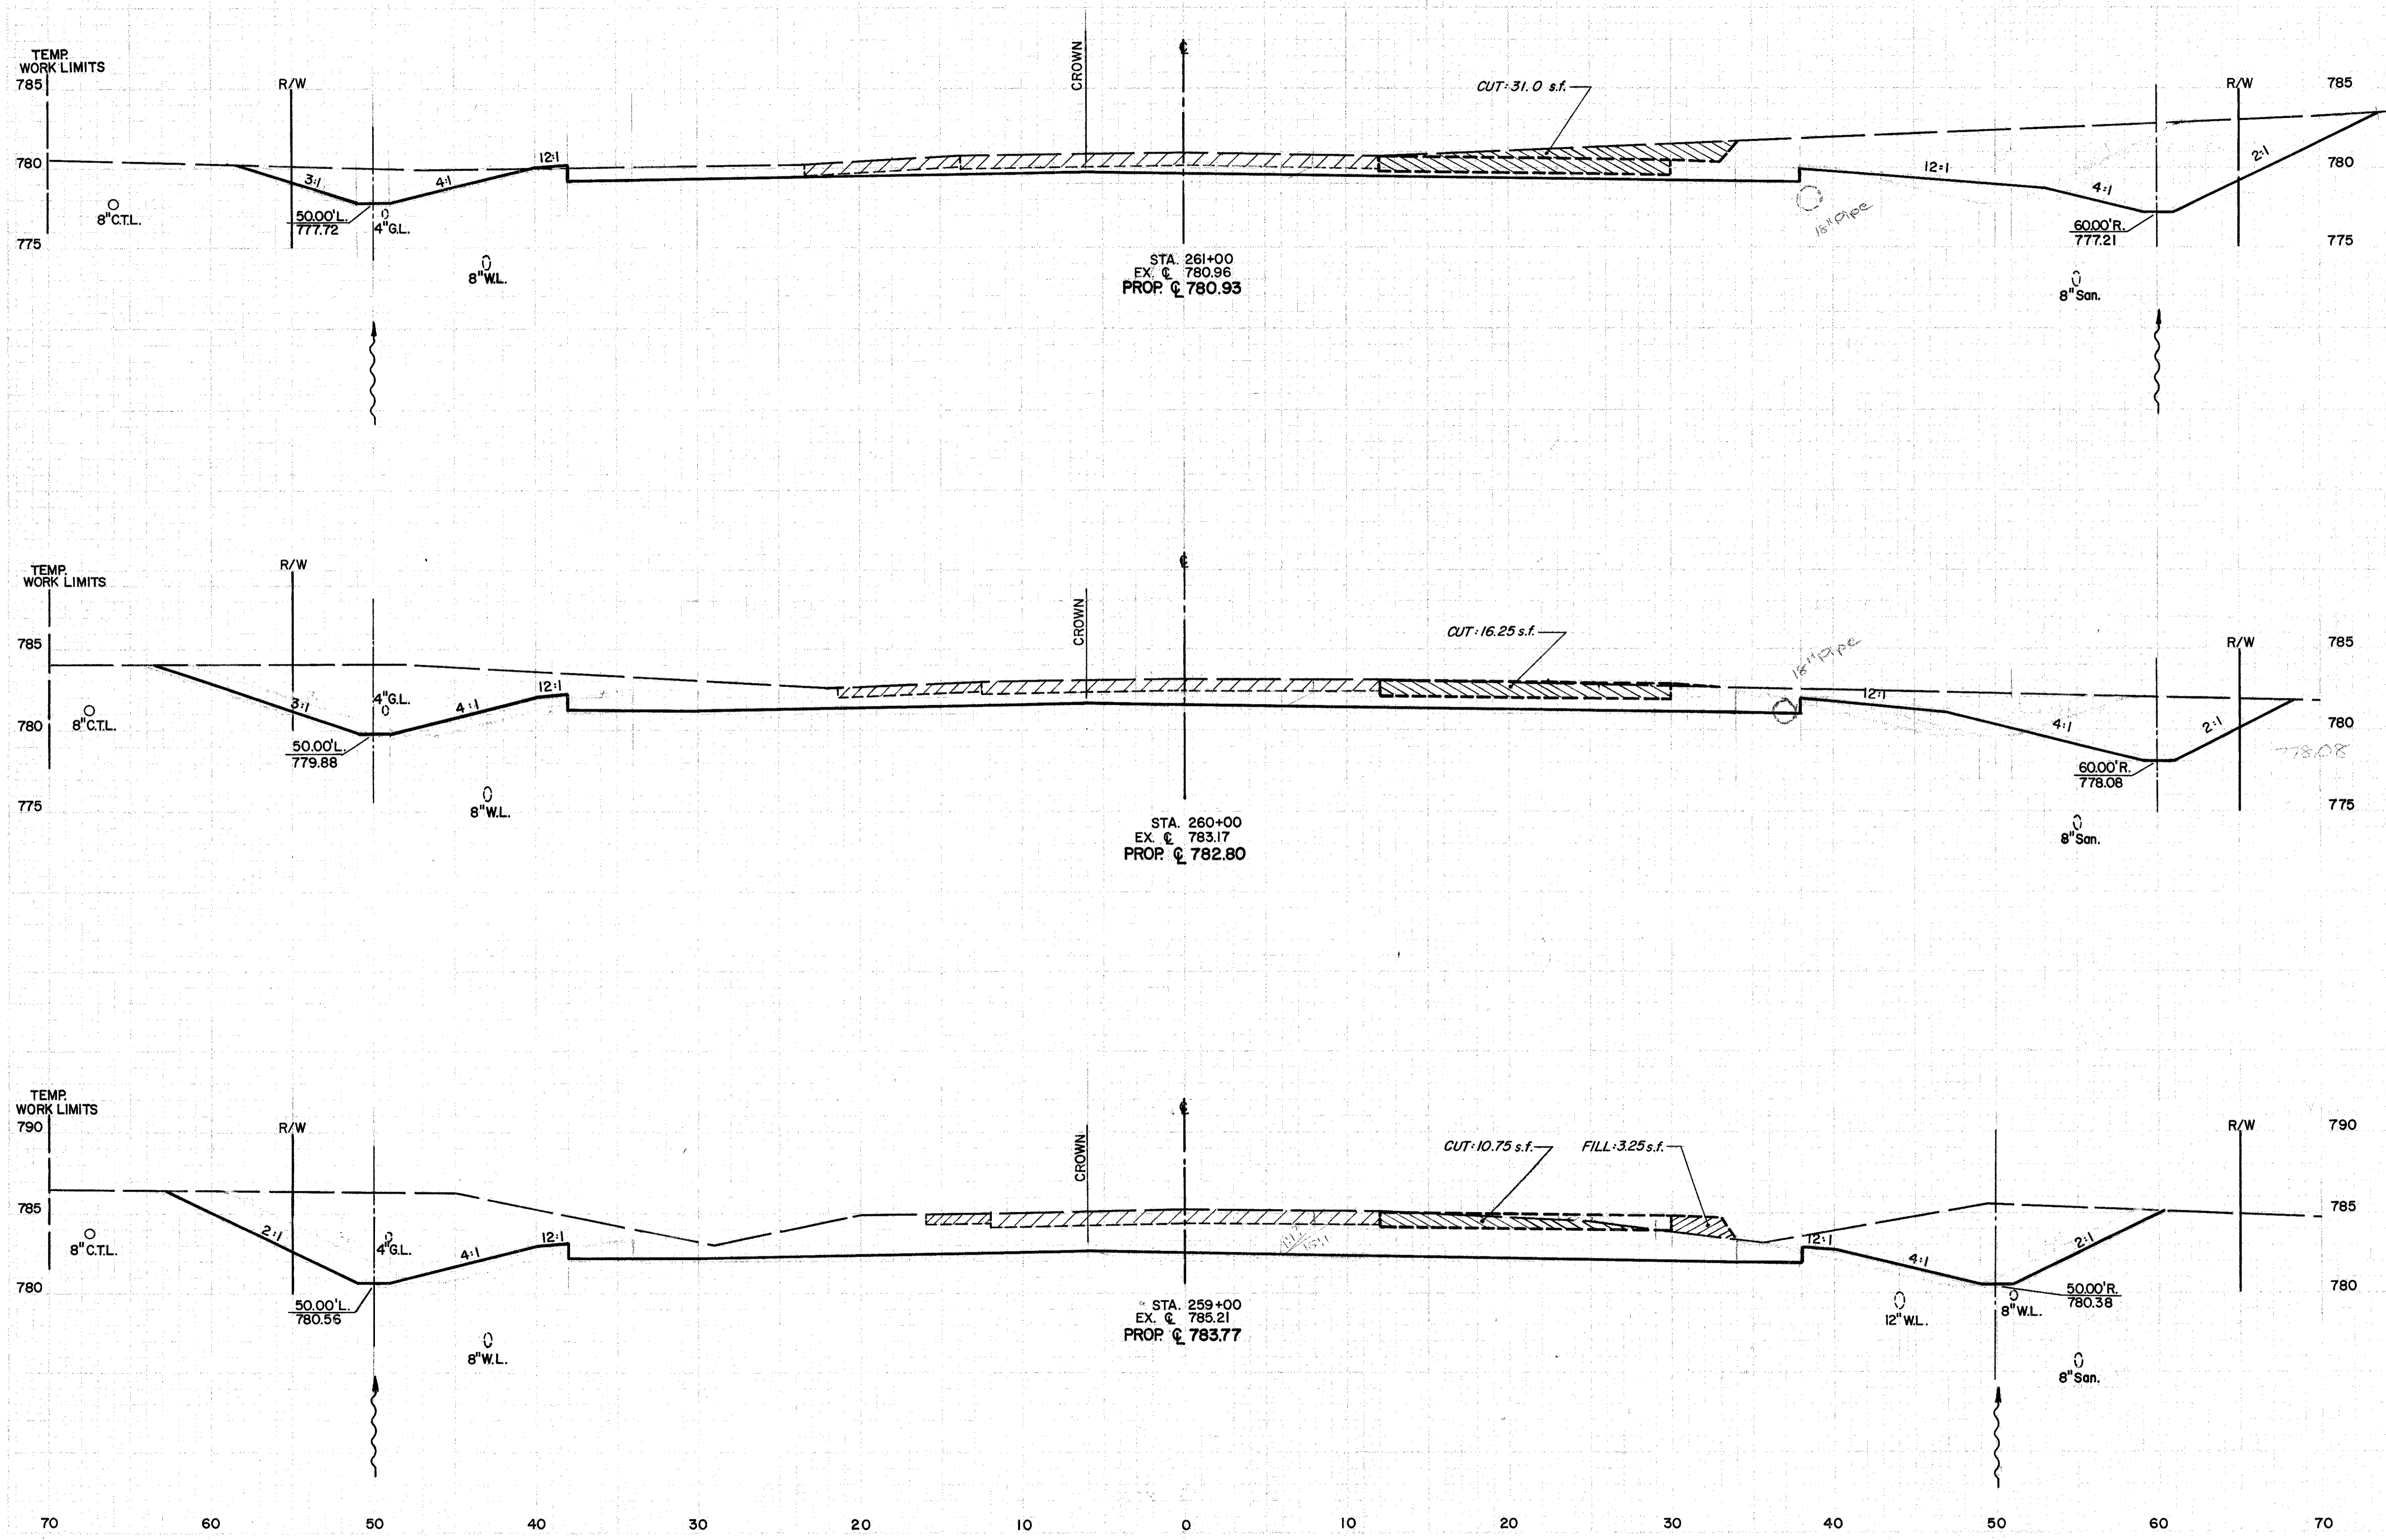 TEMP.
WORK LIMITS
785
R/W
CROWN
℄
CUT: 31.0 s.f.
R/W
785
780
3:1
4:1
12:1
12:1
4:1
2:1
780
8" C.T.L.
50.00' L.
777.72
4" G.L.
18" Pipe
60.00' R.
777.21
775
8" W.L.
775
STA. 261+00
EX. ℄ 780.96
PROP. ℄ 780.93
8" San.
TEMP.
WORK LIMITS
785
R/W
CROWN
℄
CUT: 16.25 s.f.
18" Pipe
R/W
785
780
3:1
4" G.L.
4:1
12:1
12:1
4:1
2:1
780
8" C.T.L.
50.00' L.
779.88
60.00' R.
778.08
778.08
775
8" W.L.
775
STA. 260+00
EX. ℄ 783.17
PROP. ℄ 782.80
8" San.
TEMP.
WORK LIMITS
790
R/W
CROWN
℄
CUT: 10.75 s.f.
FILL: 3.25 s.f.
R/W
790
785
2:1
4" G.L.
4:1
12:1
12:1
4:1
2:1
785
8" C.T.L.
780
50.00' L.
780.56
12" W.L.
8" W.L.
50.00' R.
780.38
780
8" W.L.
STA. 259+00
EX. ℄ 785.21
PROP. ℄ 783.77
8" San.
70 60 50 40 30 20 10 0 10 20 30 40 50 60 70